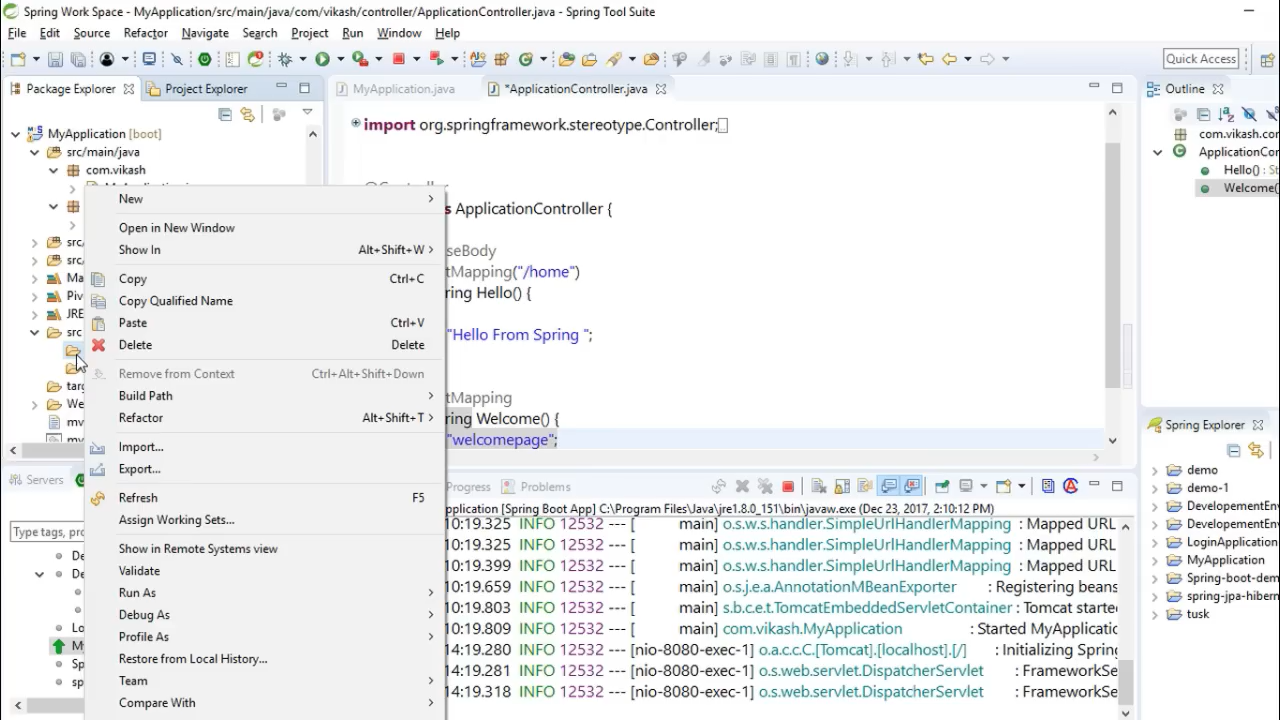 Spring Work Space - MyApplication/src/main/java/com/vikash/controller/ApplicationController.java - Spring Tool Suite
File Edit Source Refactor Navigate Search Project Run Window Help
Quick Access
Package Explorer Project Explorer
MyApplication.java *ApplicationController.java
Outline
MyApplication [boot]
src/main/java
com.vikash
src
JRE
src
New
Open in New Window
Show In Alt+Shift+W
Copy Ctrl+C
Copy Qualified Name
Paste Ctrl+V
Delete Delete
Remove from Context Ctrl+Alt+Shift+Down
Build Path
Refactor Alt+Shift+T
Import...
Export...
Refresh F5
Assign Working Sets...
Show in Remote Systems view
Validate
Run As
Debug As
Profile As
Restore from Local History...
Team
Compare With
import org.springframework.stereotype.Controller;
ApplicationController {
seBody
tMapping("/home")
ring Hello() {
"Hello From Spring ";
tMapping
ring Welcome() {
"welcomepage";
com.vikash.con
ApplicationCont
Hello() : St
Welcome()
Servers
Type tags, p
Progress Problems
pplication [Spring Boot App] C:\Program Files\Java\jre1.8.0_151\bin\javaw.exe (Dec 23, 2017, 2:10:12 PM)
10:19.325 INFO 12532 --- [ main] o.s.w.s.handler.SimpleUrlHandlerMapping : Mapped URL
10:19.325 INFO 12532 --- [ main] o.s.w.s.handler.SimpleUrlHandlerMapping : Mapped URL
10:19.399 INFO 12532 --- [ main] o.s.w.s.handler.SimpleUrlHandlerMapping : Mapped URL
10:19.659 INFO 12532 --- [ main] o.s.j.e.a.AnnotationMBeanExporter : Registering beans
10:19.803 INFO 12532 --- [ main] s.b.c.e.t.TomcatEmbeddedServletContainer : Tomcat starte
10:19.809 INFO 12532 --- [ main] com.vikash.MyApplication : Started MyApplicati
14:19.280 INFO 12532 --- [nio-8080-exec-1] o.a.c.c.C.[Tomcat].[localhost].[/] : Initializing Spring
14:19.281 INFO 12532 --- [nio-8080-exec-1] o.s.web.servlet.DispatcherServlet : FrameworkSe
14:19.318 INFO 12532 --- [nio-8080-exec-1] o.s.web.servlet.DispatcherServlet : FrameworkSe
Spring Explorer
demo
demo-1
DevelopementEnv
DevelopementEn
LoginApplication
MyApplication
Spring-boot-dem
spring-jpa-hibern
tusk